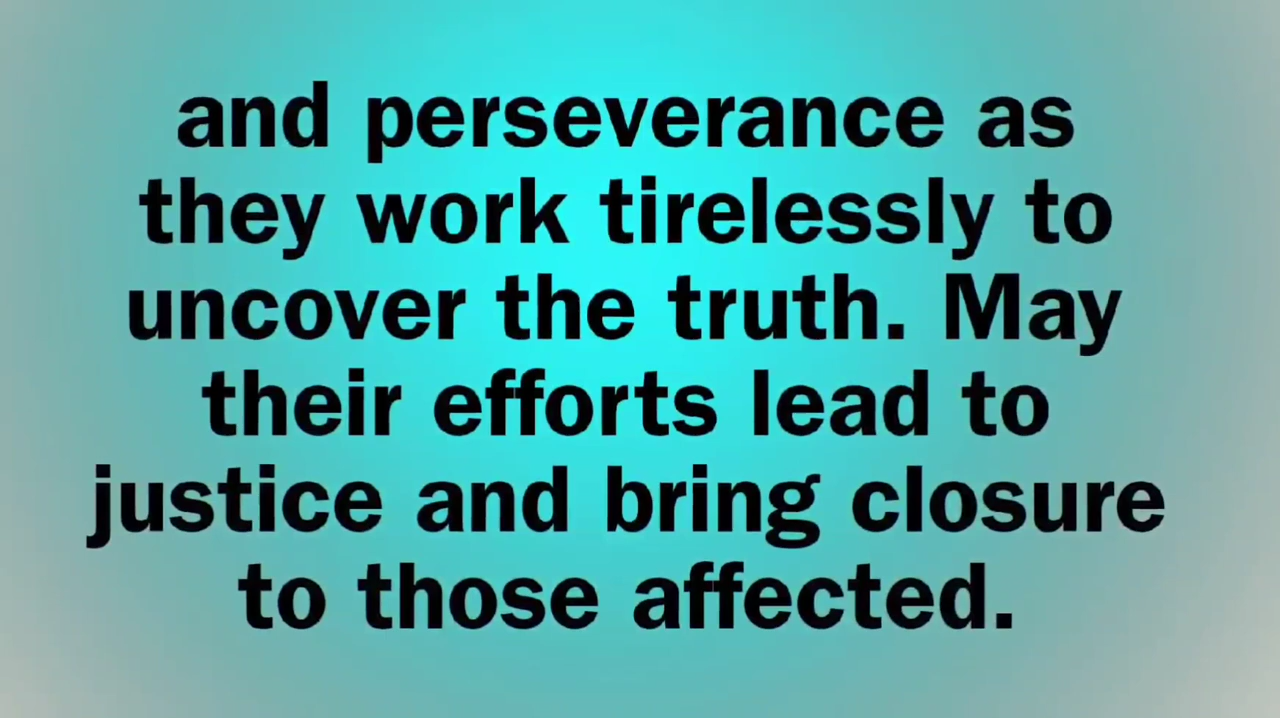 and perseverance as
they work tirelessly to
uncover the truth. May
their efforts lead to
justice and bring closure
to those affected.